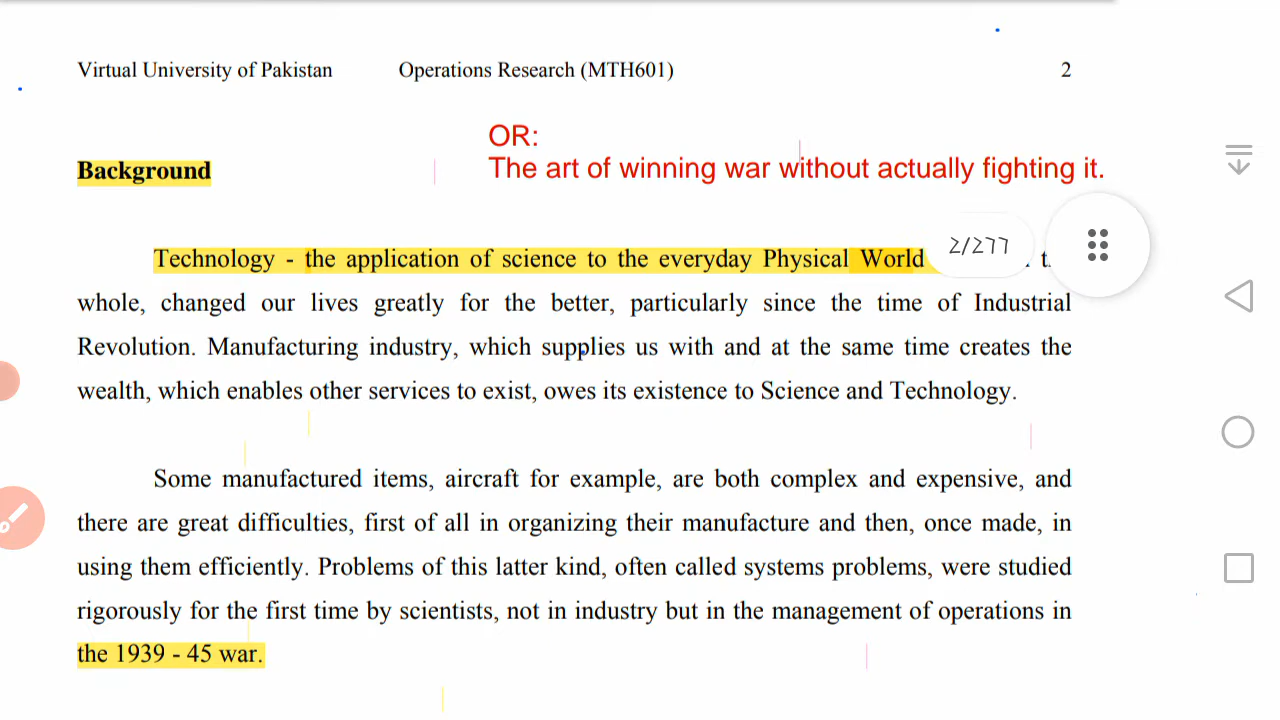 Virtual University of Pakistan Operations Research (MTH601) 2
OR:
The art of winning war without actually fighting it.
Background
Technology - the application of science to the everyday Physical World
2/277
whole, changed our lives greatly for the better, particularly since the time of Industrial
Revolution. Manufacturing industry, which supplies us with and at the same time creates the
wealth, which enables other services to exist, owes its existence to Science and Technology.
Some manufactured items, aircraft for example, are both complex and expensive, and
there are great difficulties, first of all in organizing their manufacture and then, once made, in
using them efficiently. Problems of this latter kind, often called systems problems, were studied
rigorously for the first time by scientists, not in industry but in the management of operations in
the 1939 - 45 war.